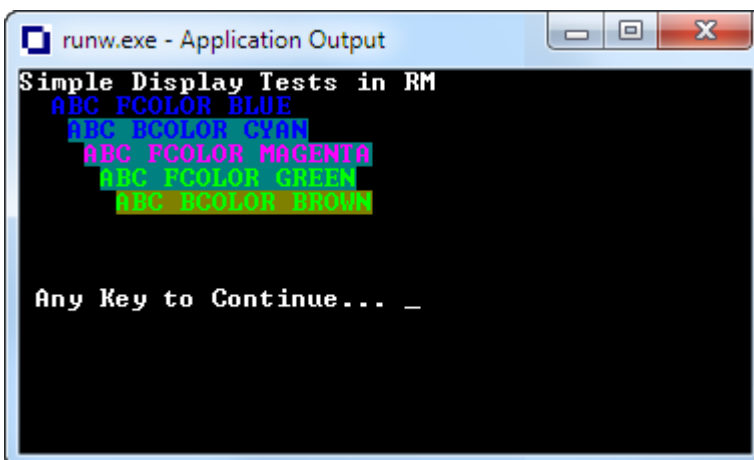 runw.exe - Application Output
Simple Display Tests in RM
ABC FCOLOR BLUE
ABC BCOLOR CYAN
ABC FCOLOR MAGENTA
ABC FCOLOR GREEN
ABC BCOLOR BROWN
Any Key to Continue... _